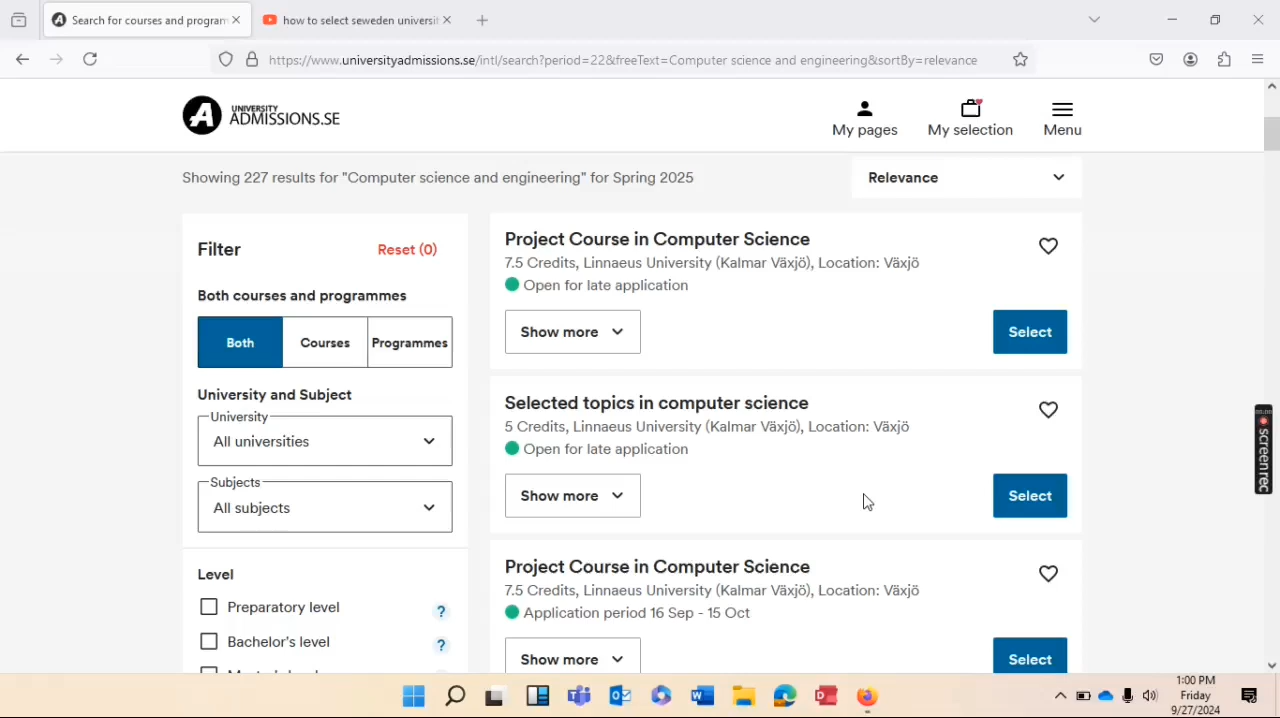 Search for courses and program
how to select seweden universit
https://www.universityadmissions.se/intl/search?period=22&freeText=Computer science and engineering&sortBy=relevance
A UNIVERSITY
ADMISSIONS.SE
My pages
My selection
Menu
Showing 227 results for "Computer science and engineering" for Spring 2025
Relevance
Filter
Reset (0)
Both courses and programmes
Both
Courses
Programmes
University and Subject
University
All universities
Subjects
All subjects
Level
Preparatory level
?
Bachelor's level
?
Project Course in Computer Science
7.5 Credits, Linnaeus University (Kalmar Växjö), Location: Växjö
Open for late application
Show more
Select
Selected topics in computer science
5 Credits, Linnaeus University (Kalmar Växjö), Location: Växjö
Open for late application
Show more
Select
Project Course in Computer Science
7.5 Credits, Linnaeus University (Kalmar Växjö), Location: Växjö
Application period 16 Sep - 15 Oct
Show more
Select
screenrec
1:00 PM
Friday
9/27/2024